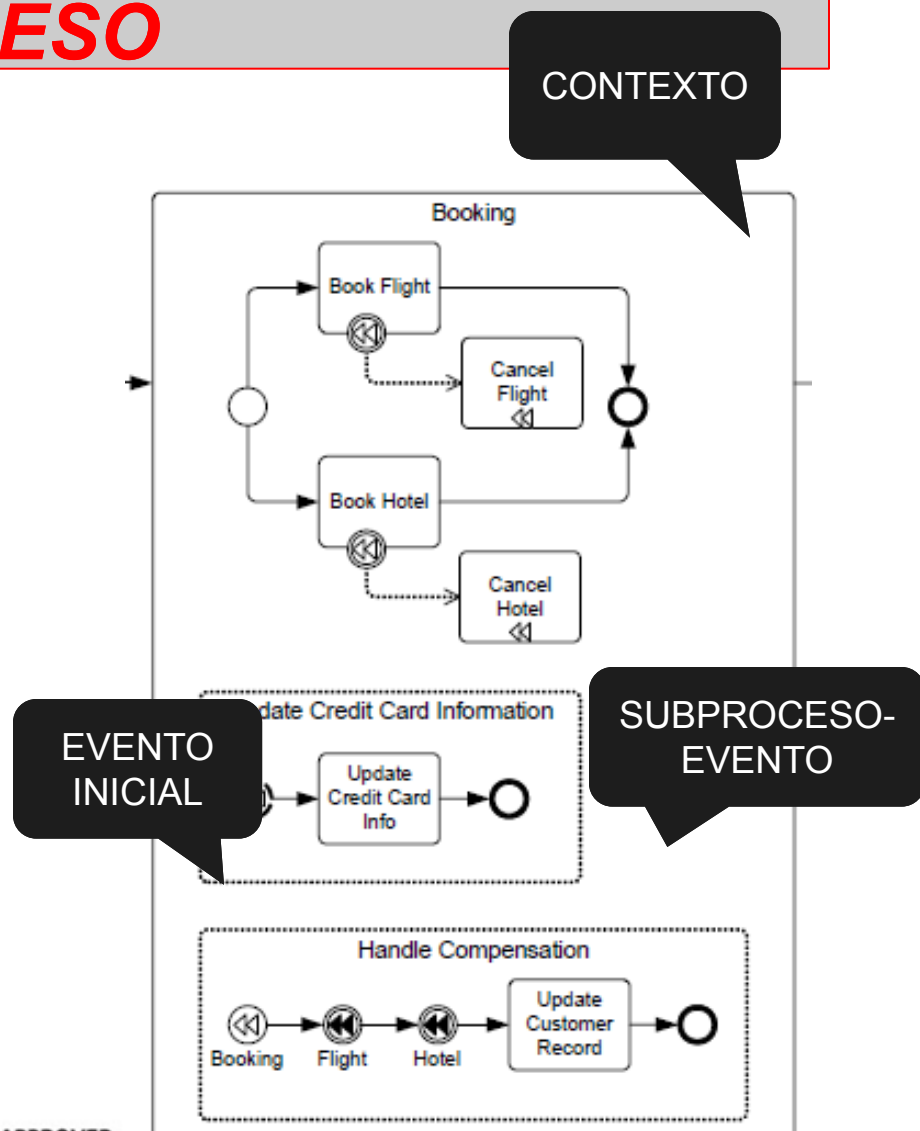 ESO
CONTEXTO
Booking
Book Flight
Cancel
Flight
Book Hotel
Cancel
Hotel
date Credit Card Information
SUBPROCESO-
EVENTO
EVENTO
INICIAL
Update
Credit Card
Info
Handle Compensation
Update
Customer
Record
Booking
Flight
Hotel